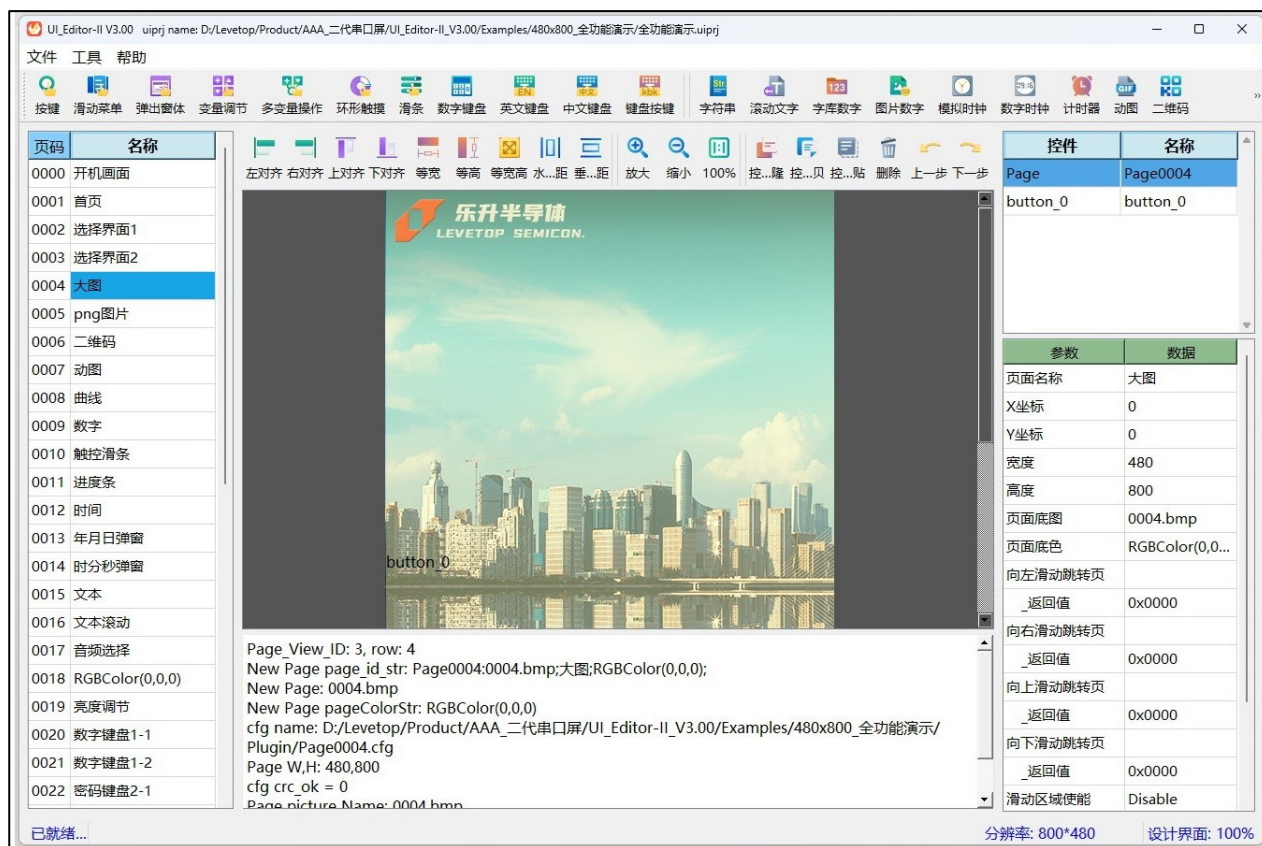 UI_Editor-II V3.00 uiprj name: D:/Levetop/Product/AAA_二代串口屏/UI_Editor-II_V3.00/Examples/480x800_全功能演示/全功能演示.uiprj
文件 工具 帮助
按键 滑动菜单 弹出窗体 变量调节 多变量操作 环形触摸 滑条 数字键盘 英文键盘 中文键盘 键盘按键 字符串 滚动文字 字库数字 图片数字 模拟时钟 数字时钟 计时器 动图 二维码
页码 名称
0000 开机画面
0001 首页
0002 选择界面1
0003 选择界面2
0004 大图
0005 png图片
0006 二维码
0007 动图
0008 曲线
0009 数字
0010 触控滑条
0011 进度条
0012 时间
0013 年月日弹窗
0014 时分秒弹窗
0015 文本
0016 文本滚动
0017 音频选择
0018 RGBColor(0,0,0)
0019 亮度调节
0020 数字键盘1-1
0021 数字键盘1-2
0022 密码键盘2-1
左对齐 右对齐 上对齐 下对齐 等宽 等高 等宽高 水...距 垂...距 放大 缩小 100% 控...隆 控...贝 控...贴 删除 上一步 下一步
乐升半导体
LEVETOP SEMICON.
button_0
Page_View_ID: 3, row: 4
New Page page_id_str: Page0004:0004.bmp;大图;RGBColor(0,0,0);
New Page: 0004.bmp
New Page pageColorStr: RGBColor(0,0,0)
cfg name: D:/Levetop/Product/AAA_二代串口屏/UI_Editor-II_V3.00/Examples/480x800_全功能演示/
Plugin/Page0004.cfg
Page W,H: 480,800
cfg crc_ok = 0
Page picture Name: 0004.bmp
控件 名称
Page Page0004
button_0 button_0
参数 数据
页面名称 大图
X坐标 0
Y坐标 0
宽度 480
高度 800
页面底图 0004.bmp
页面底色 RGBColor(0,0...
向左滑动跳转页
_返回值 0x0000
向右滑动跳转页
_返回值 0x0000
向上滑动跳转页
_返回值 0x0000
向下滑动跳转页
_返回值 0x0000
滑动区域使能 Disable
已就绪... 分辨率: 800*480 设计界面: 100%